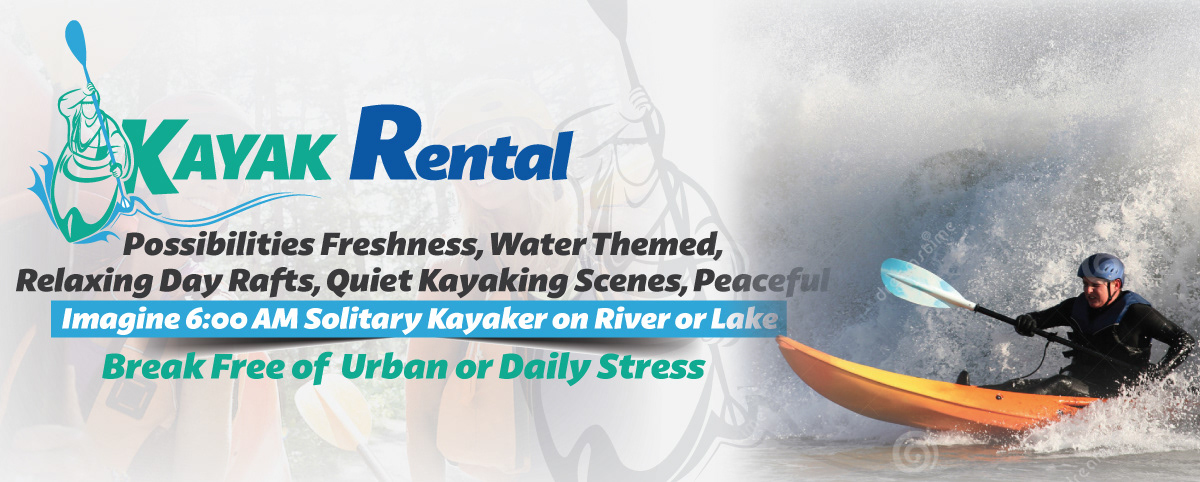 KAYAK Rental
Possibilities Freshness, Water Themed,
Relaxing Day Rafts, Quiet Kayaking Scenes, Peaceful
Imagine 6:00 AM Solitary Kayaker on River or Lake
Break Free of Urban or Daily Stress
dreamstime